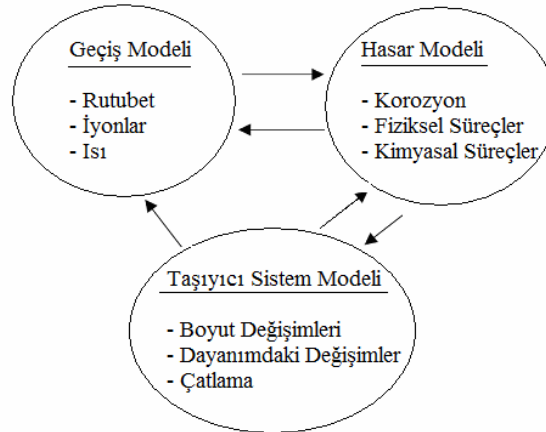 Geçiş Modeli
- Rutubet
- İyonlar
- Isı
Hasar Modeli
- Korozyon
- Fiziksel Süreçler
- Kimyasal Süreçler
Taşıyıcı Sistem Modeli
- Boyut Değişimleri
- Dayanımdaki Değişimler
- Çatlama